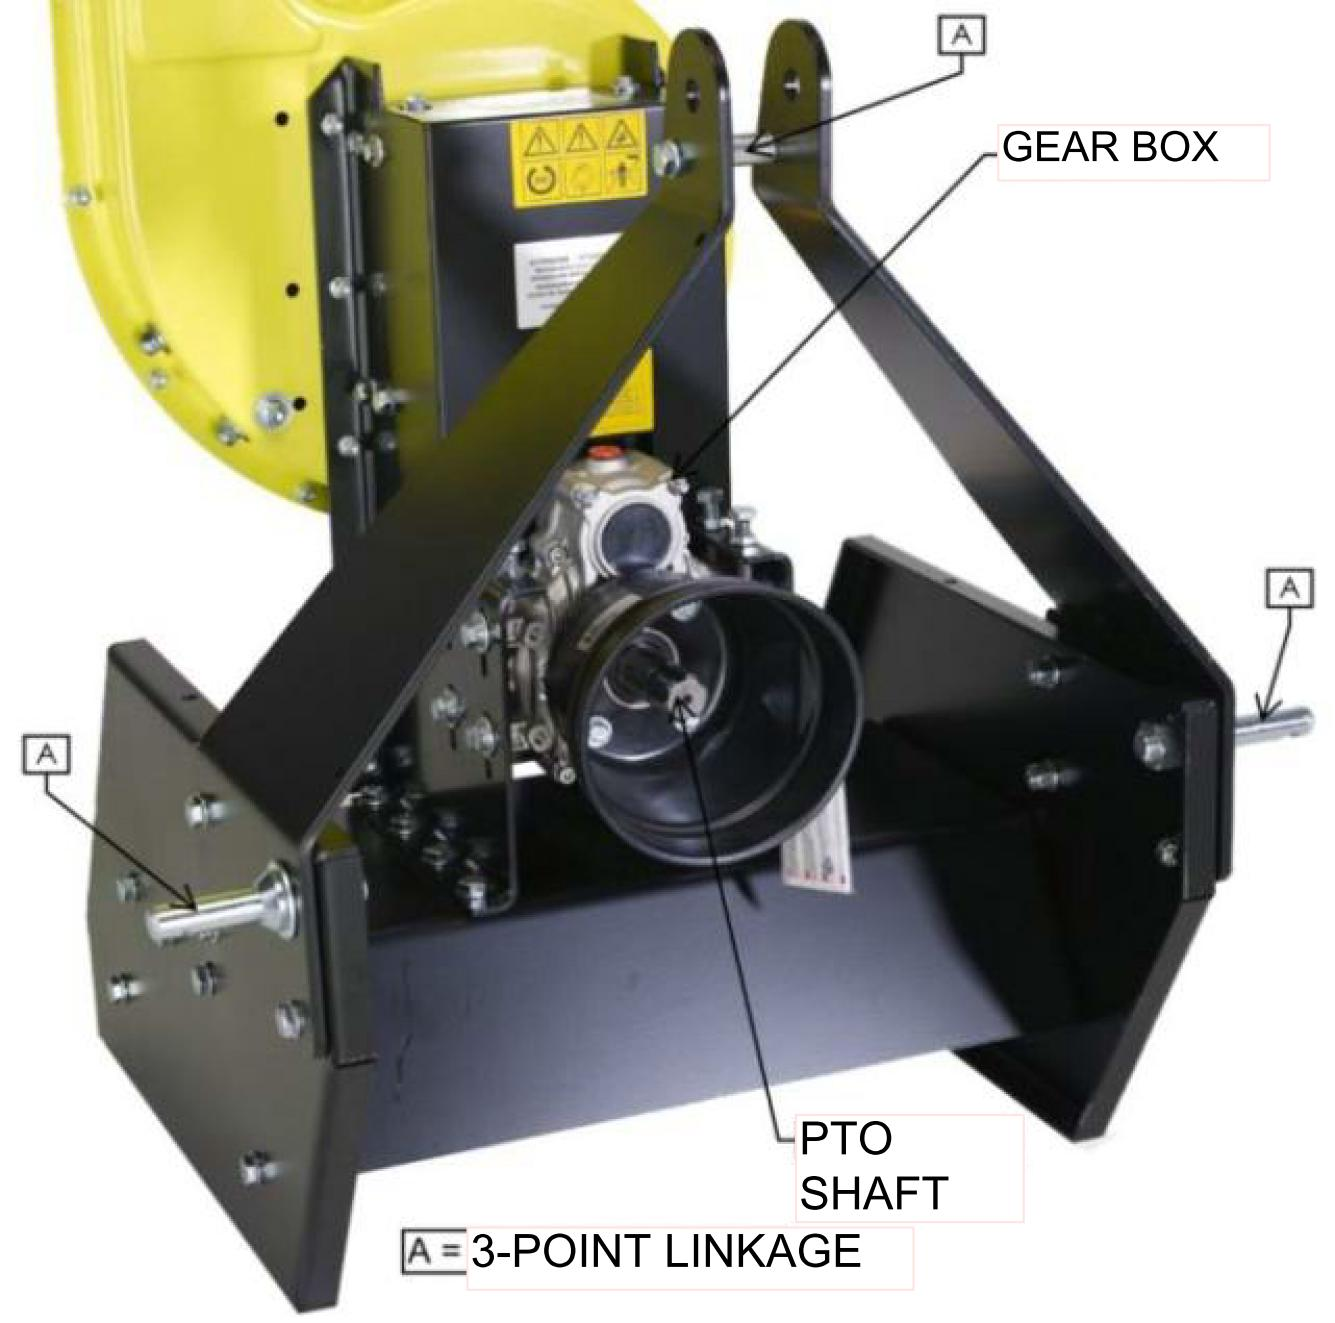 A
GEAR BOX
A
A
PTO
SHAFT
A = 3-POINT LINKAGE